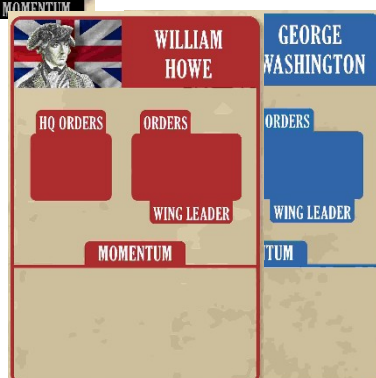 MOMENTUM
WILLIAM
HOWE
HQ ORDERS
ORDERS
WING LEADER
MOMENTUM
GEORGE
WASHINGTON
ORDERS
WING LEADER
TUM